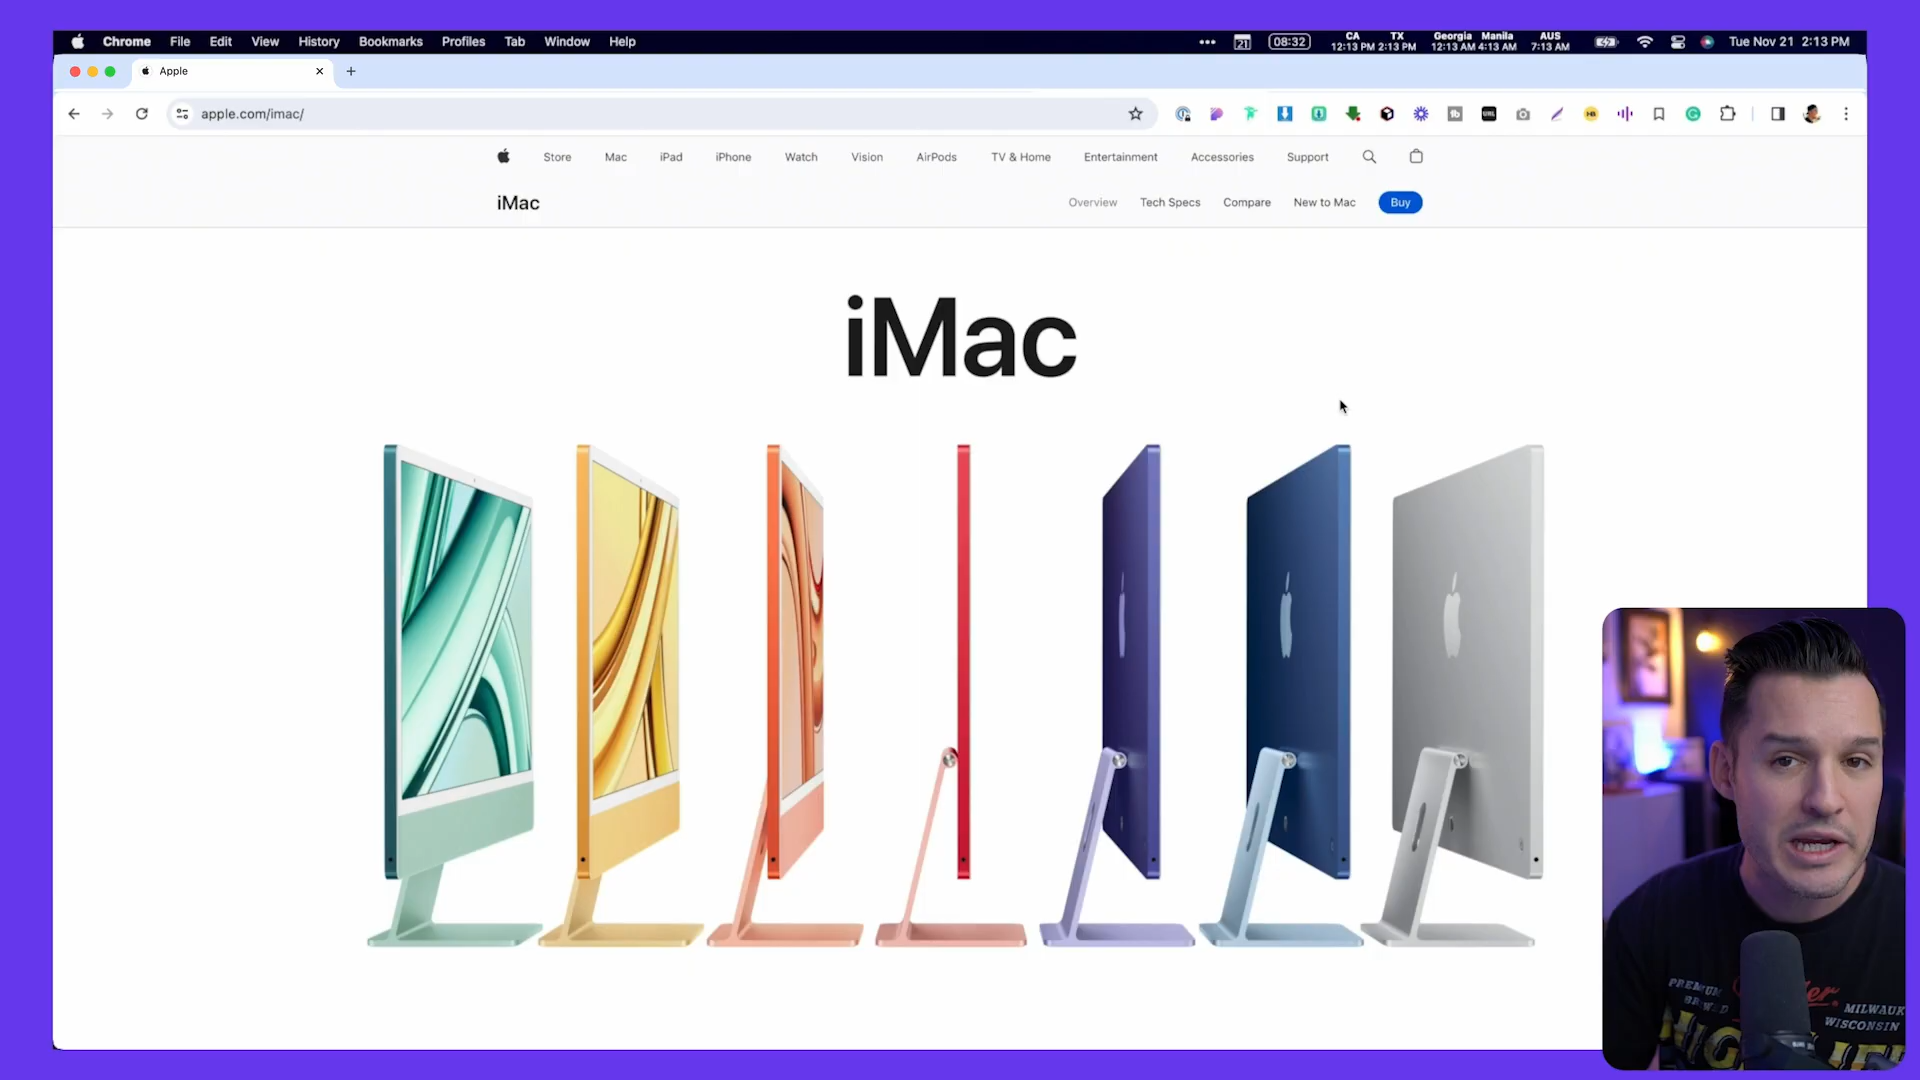 Chrome File Edit View History Bookmarks Profiles Tab Window Help
21 08:32 CA TX Georgia Manila AUS Tue Nov 21 2:13 PM
12:13 PM 2:13 PM 12:13 AM 4:13 AM 7:13 AM
Apple
apple.com/imac/
Store Mac iPad iPhone Watch Vision AirPods TV & Home Entertainment Accessories Support
iMac Overview Tech Specs Compare New to Mac Buy
iMac
PREMIUM
MILWAUK
WISCONSIN